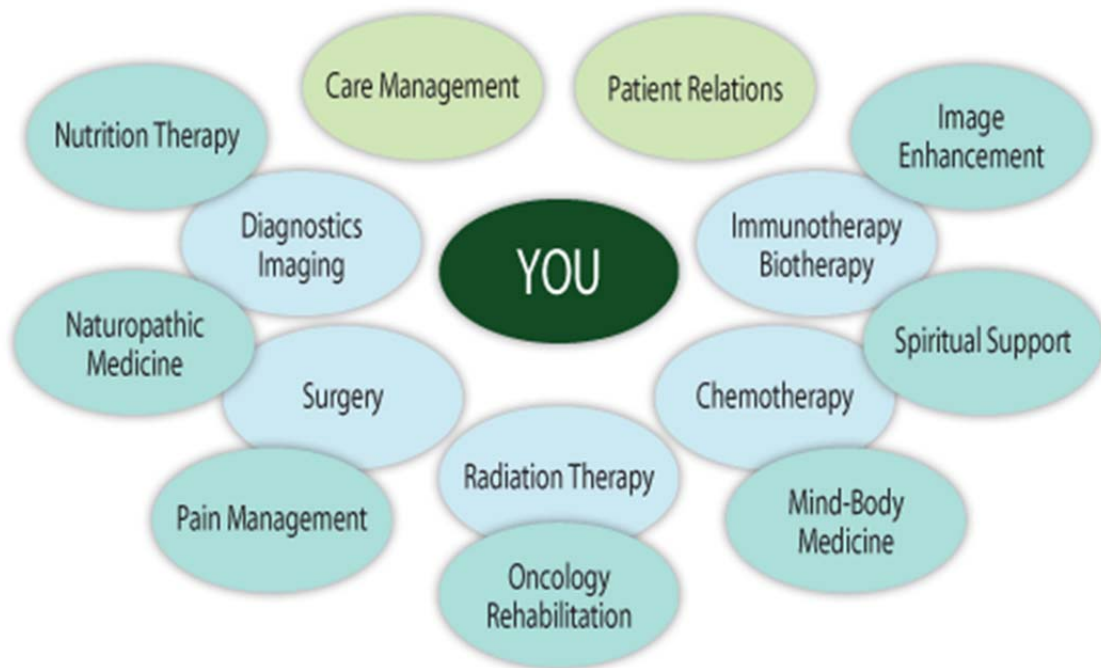 Care Management
Patient Relations
Nutrition Therapy
Image
Enhancement
Diagnostics
Imaging
YOU
Immunotherapy
Biotherapy
Naturopathic
Medicine
Spiritual Support
Surgery
Chemotherapy
Radiation Therapy
Pain Management
Mind-Body
Medicine
Oncology
Rehabilitation